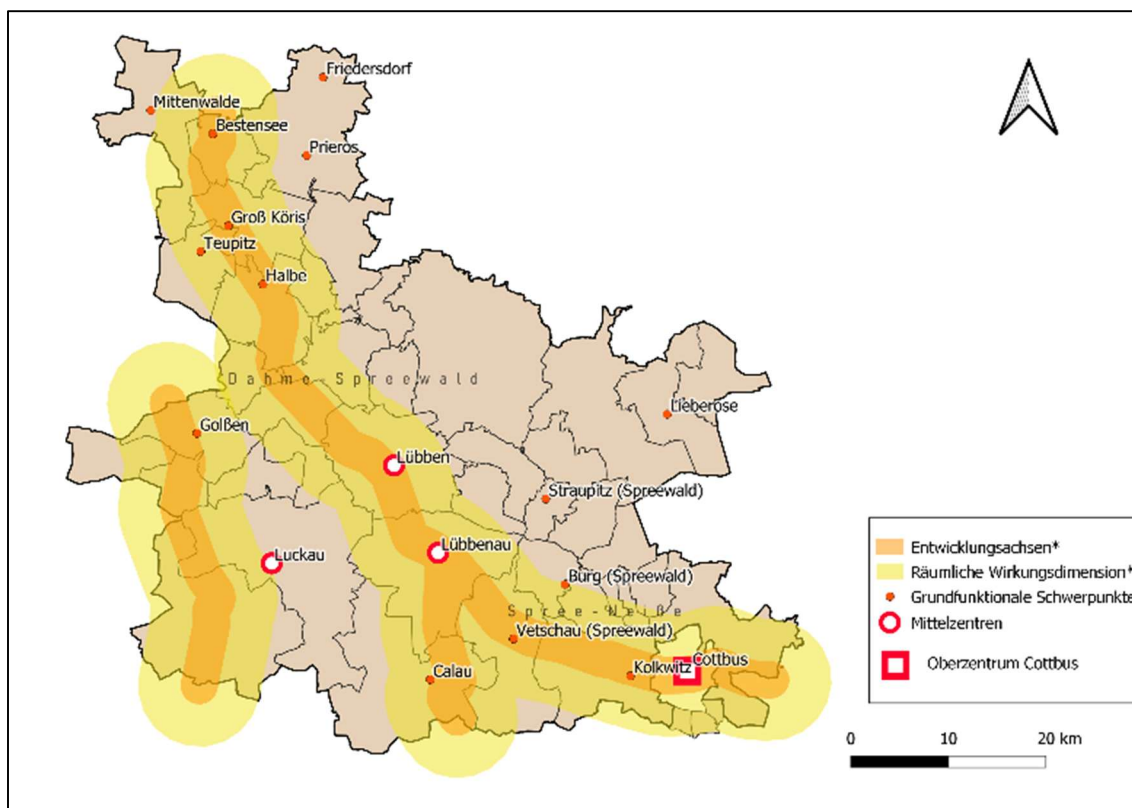 Friedersdorf
Mittenwalde
Bestensee
Prieros
Groß Köris
Teupitz
Halbe
Dahme-Spreewald
Lieberose
Golßen
Lübben
Straupitz (Spreewald)
Lübbenau
Luckau
Burg (Spreewald)
Spree-Neiße
Vetschau (Spreewald)
Cottbus
Kolkwitz
Calau
Entwicklungsachsen*
Räumliche Wirkungsdimension*
Grundfunktionale Schwerpunkte
Mittelzentren
Oberzentrum Cottbus
0 10 20 km